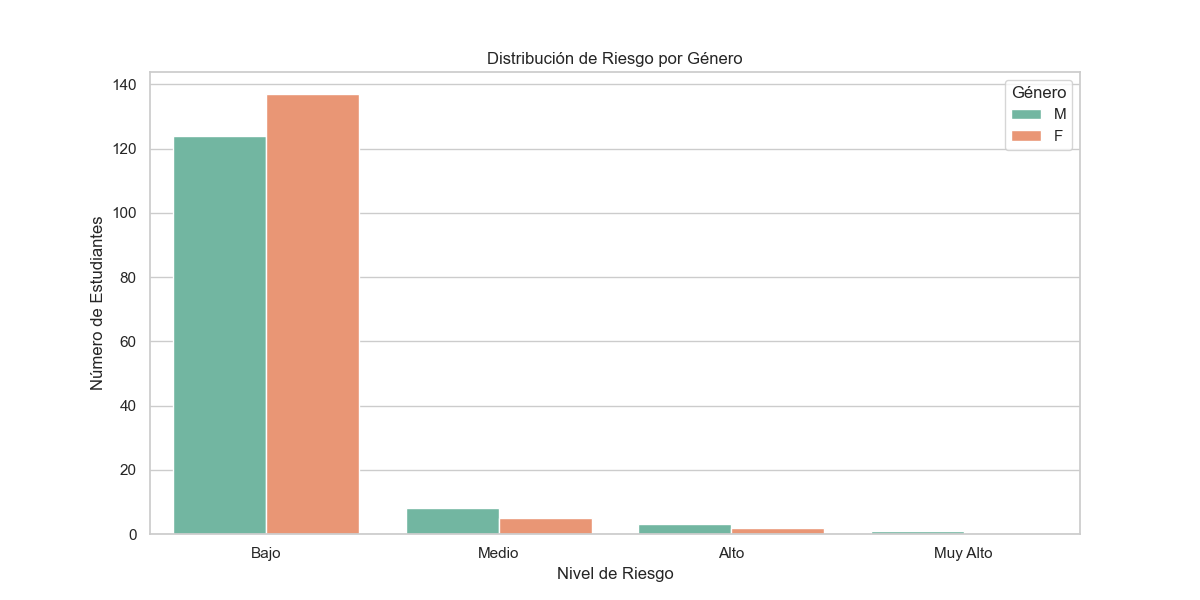 Distribución de Riesgo por Género
Género
M
F
140
120
100
80
60
40
20
0
Número de Estudiantes
Bajo
Medio
Alto
Muy Alto
Nivel de Riesgo